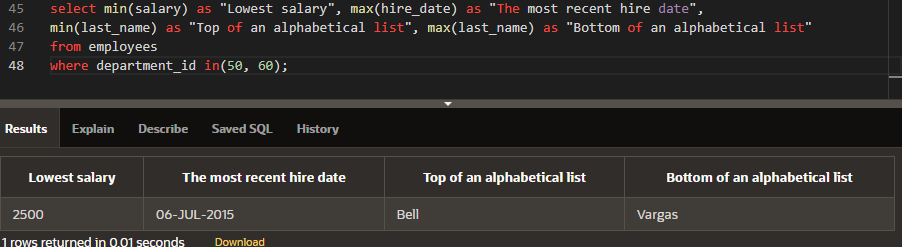 45 select min(salary) as "Lowest salary", max(hire_date) as "The most recent hire date",
46 min(last_name) as "Top of an alphabetical list", max(last_name) as "Bottom of an alphabetical list"
47 from employees
48 where department_id in(50, 60);
Results Explain Describe Saved SQL History
Lowest salary The most recent hire date Top of an alphabetical list Bottom of an alphabetical list
2500 06-JUL-2015 Bell Vargas
1 rows returned in 0.01 seconds Download